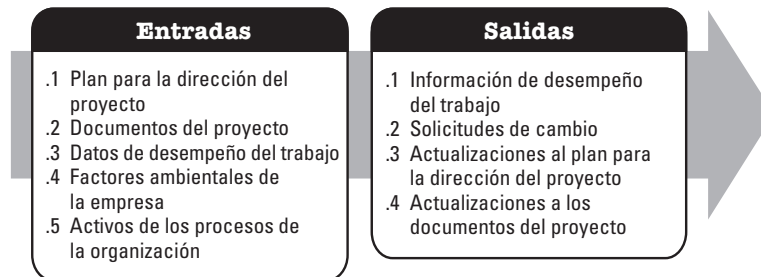 Entradas
.1 Plan para la dirección del
proyecto
.2 Documentos del proyecto
.3 Datos de desempeño del trabajo
.4 Factores ambientales de
la empresa
.5 Activos de los procesos de
la organización
Salidas
.1 Información de desempeño
del trabajo
.2 Solicitudes de cambio
.3 Actualizaciones al plan para
la dirección del proyecto
.4 Actualizaciones a los
documentos del proyecto